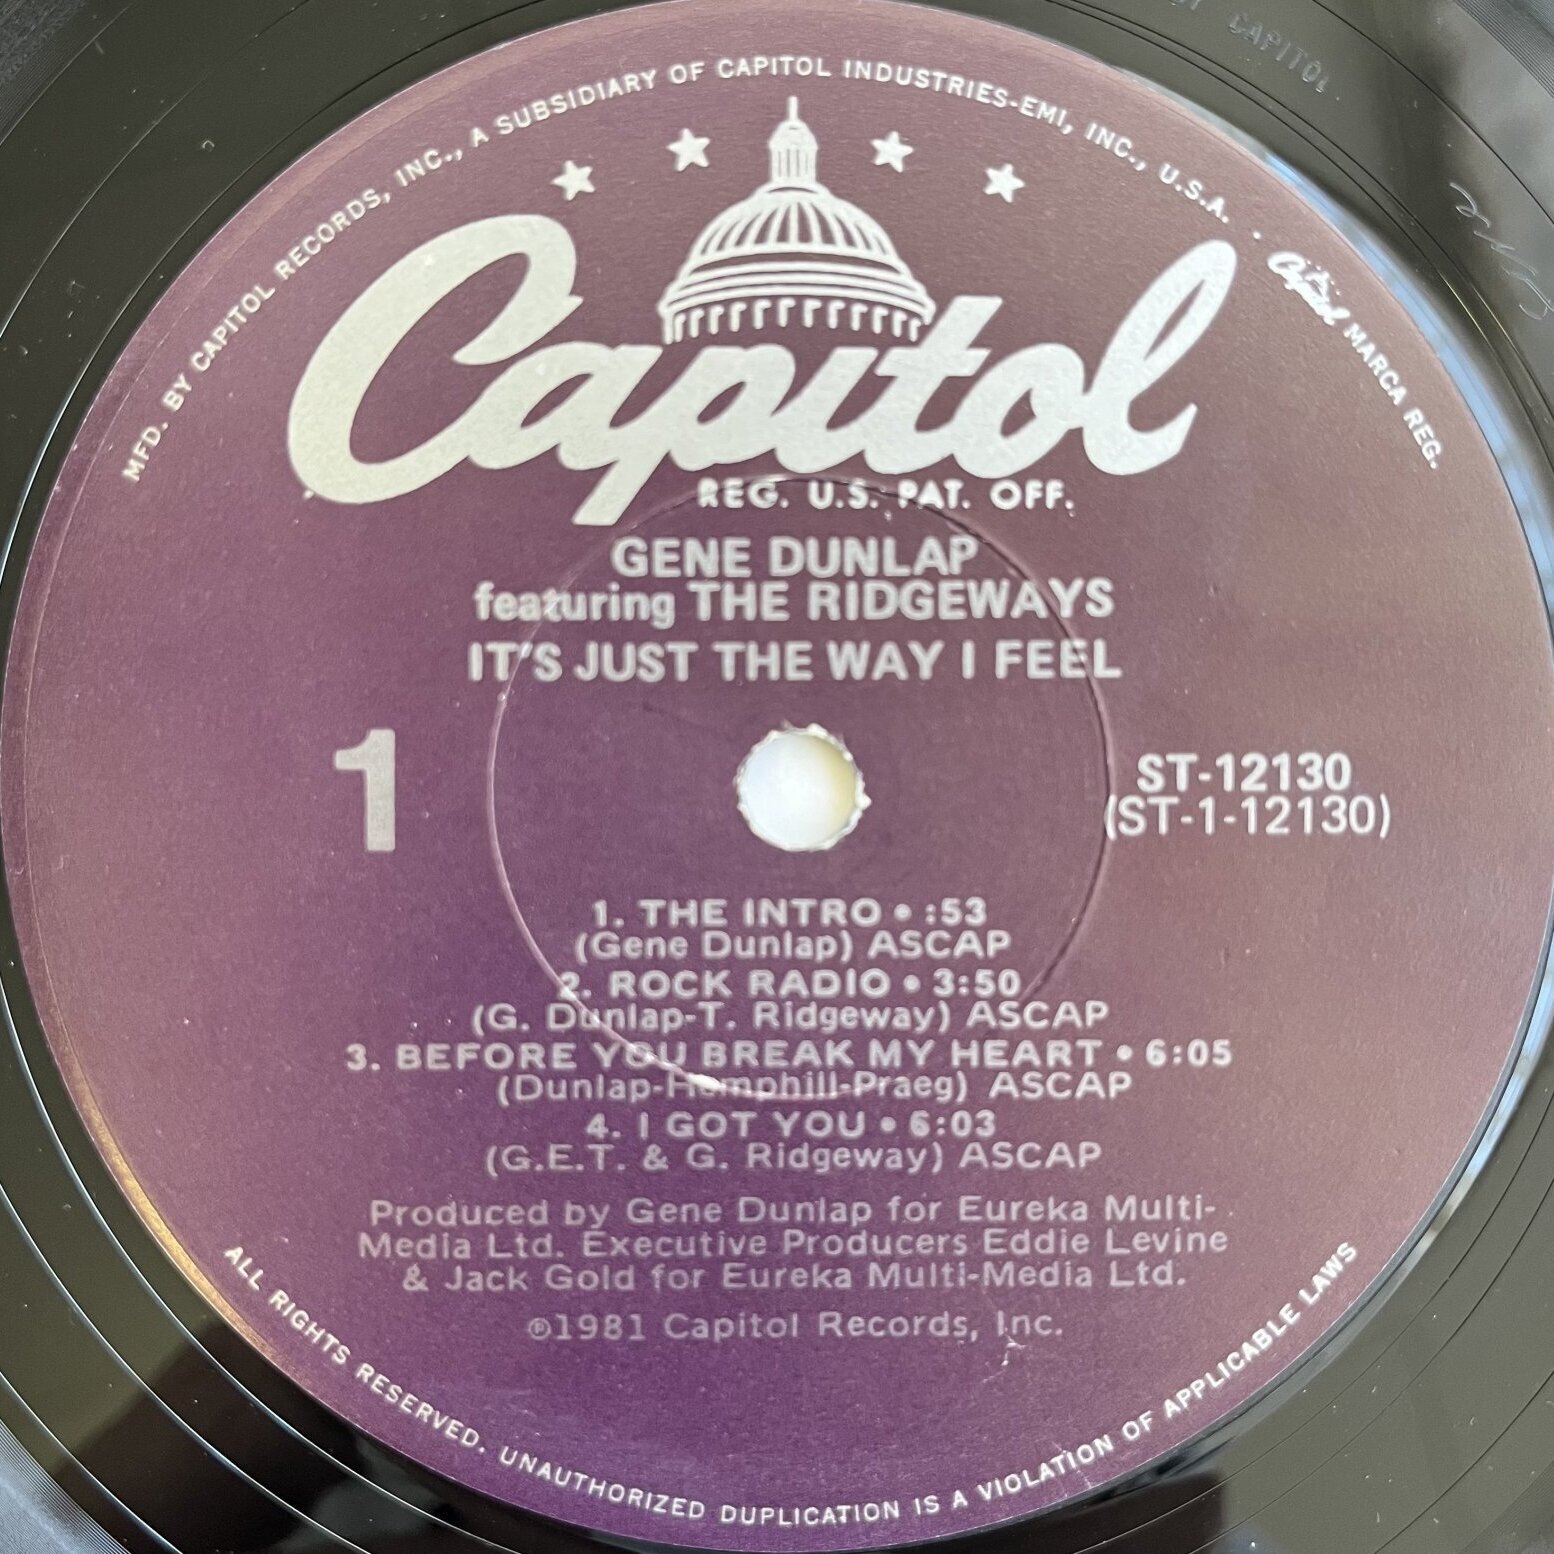 MFD. BY CAPITOL RECORDS, INC., A SUBSIDIARY OF CAPITOL INDUSTRIES-EMI, INC., U.S.A. • Capitol MARCA REG.
Capitol
REG. U.S. PAT. OFF.
GENE DUNLAP
featuring THE RIDGEWAYS
IT'S JUST THE WAY I FEEL
1
ST-12130
(ST-1-12130)
1. THE INTRO • :53
(Gene Dunlap) ASCAP
2. ROCK RADIO • 3:50
(G. Dunlap-T. Ridgeway) ASCAP
3. BEFORE YOU BREAK MY HEART • 6:05
(Dunlap-Hemphill-Praeg) ASCAP
4. I GOT YOU • 6:03
(G.E.T. & G. Ridgeway) ASCAP
Produced by Gene Dunlap for Eureka Multi-
Media Ltd. Executive Producers Eddie Levine
& Jack Gold for Eureka Multi-Media Ltd.
℗1981 Capitol Records, Inc.
ALL RIGHTS RESERVED. UNAUTHORIZED DUPLICATION IS A VIOLATION OF APPLICABLE LAWS
CAPITOL